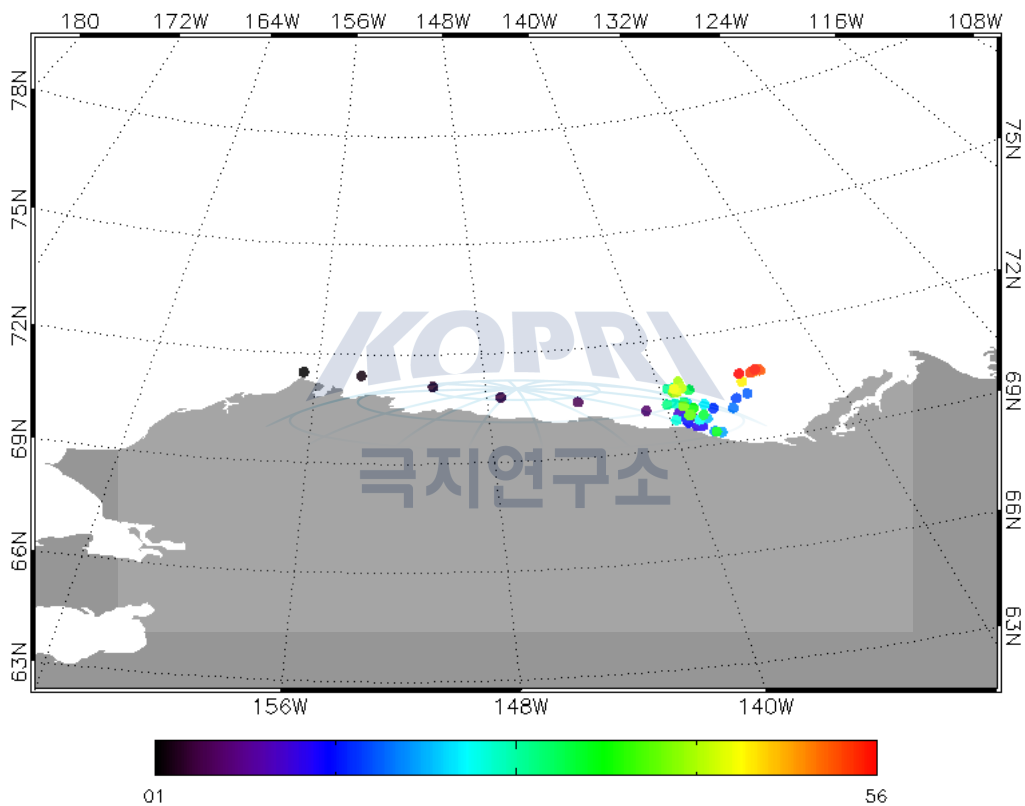 180 172W 164W 156W 148W 140W 132W 124W 116W 108W
78N
75N
75N
72N
72N
69N
69N
66N
66N
63N
63N
KOPRI
극지연구소
156W 148W 140W
01 56